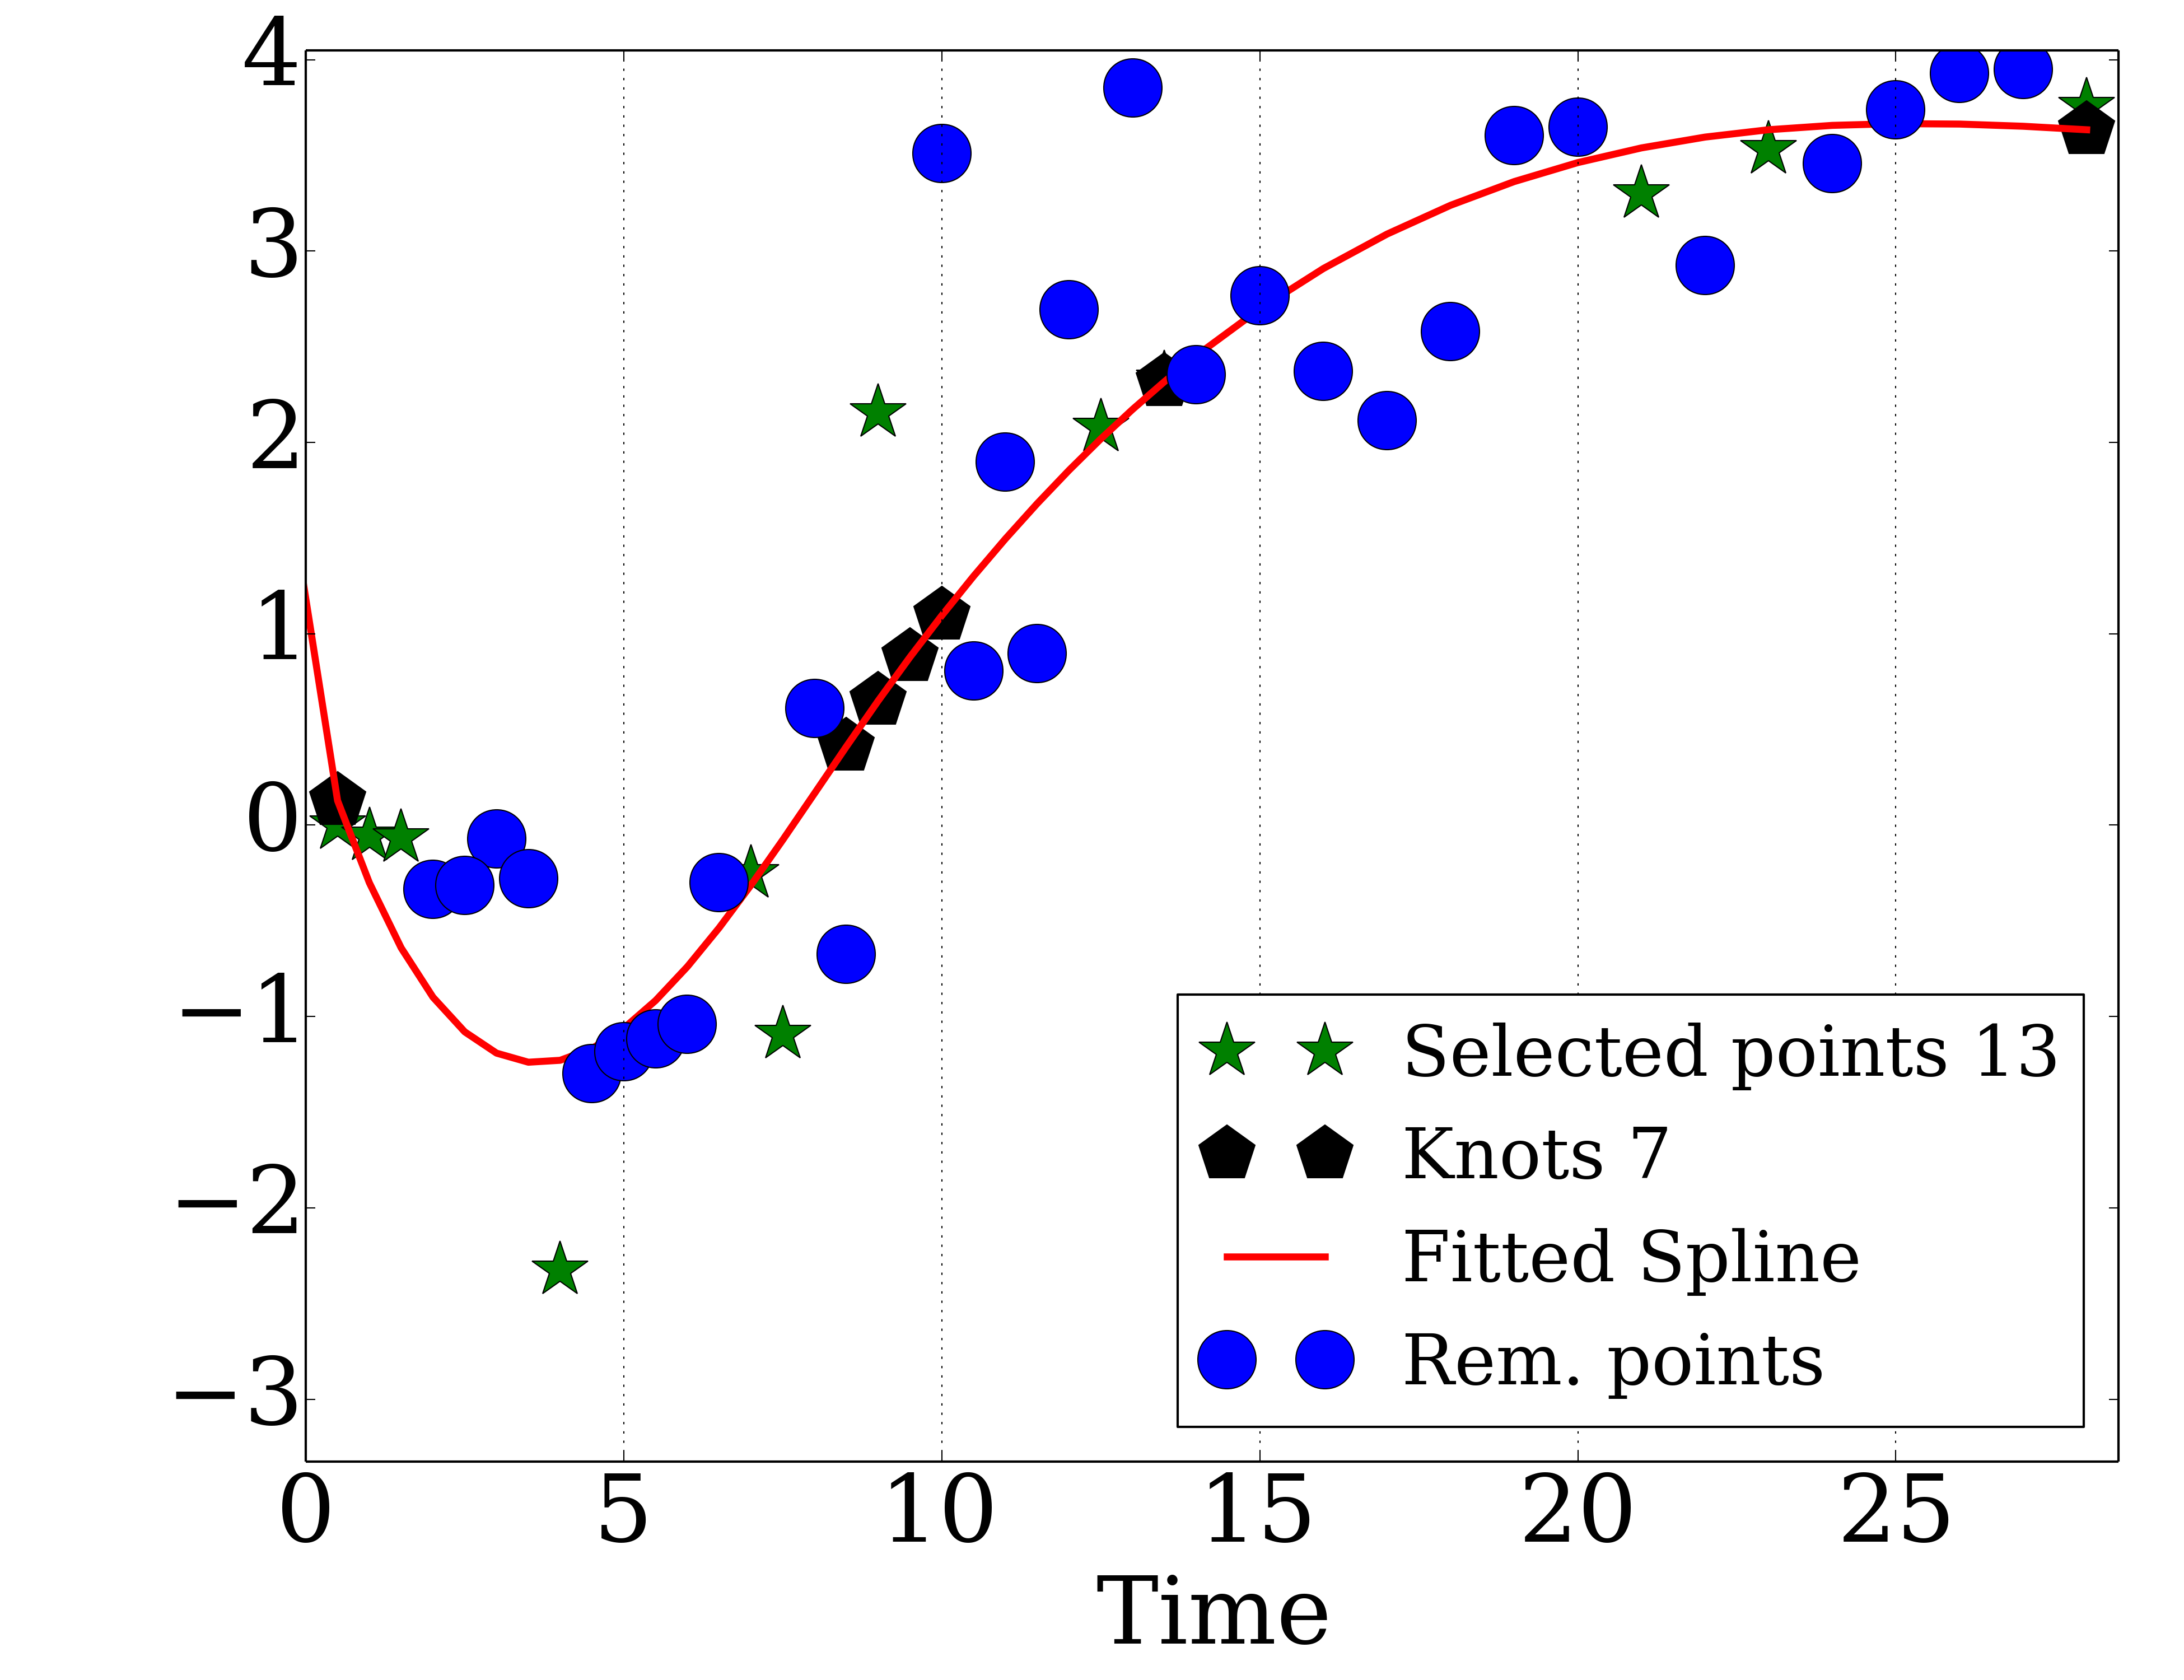 4
3
2
1
0
−1
−2
−3
0 5 10 15 20 25
Time
Selected points 13
Knots 7
Fitted Spline
Rem. points